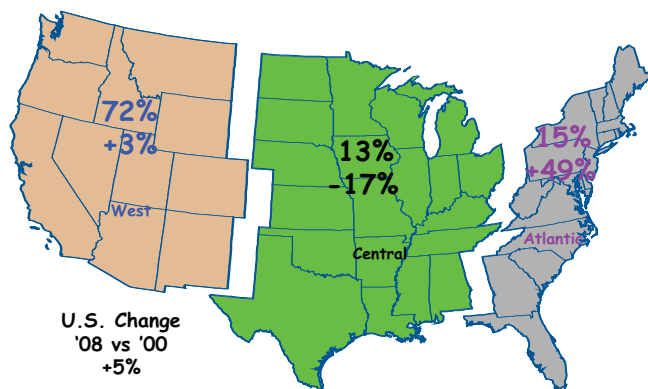 72%
+3%
West
13%
-17%
Central
15%
+49%
Atlantic
U.S. Change
'08 vs '00
+5%